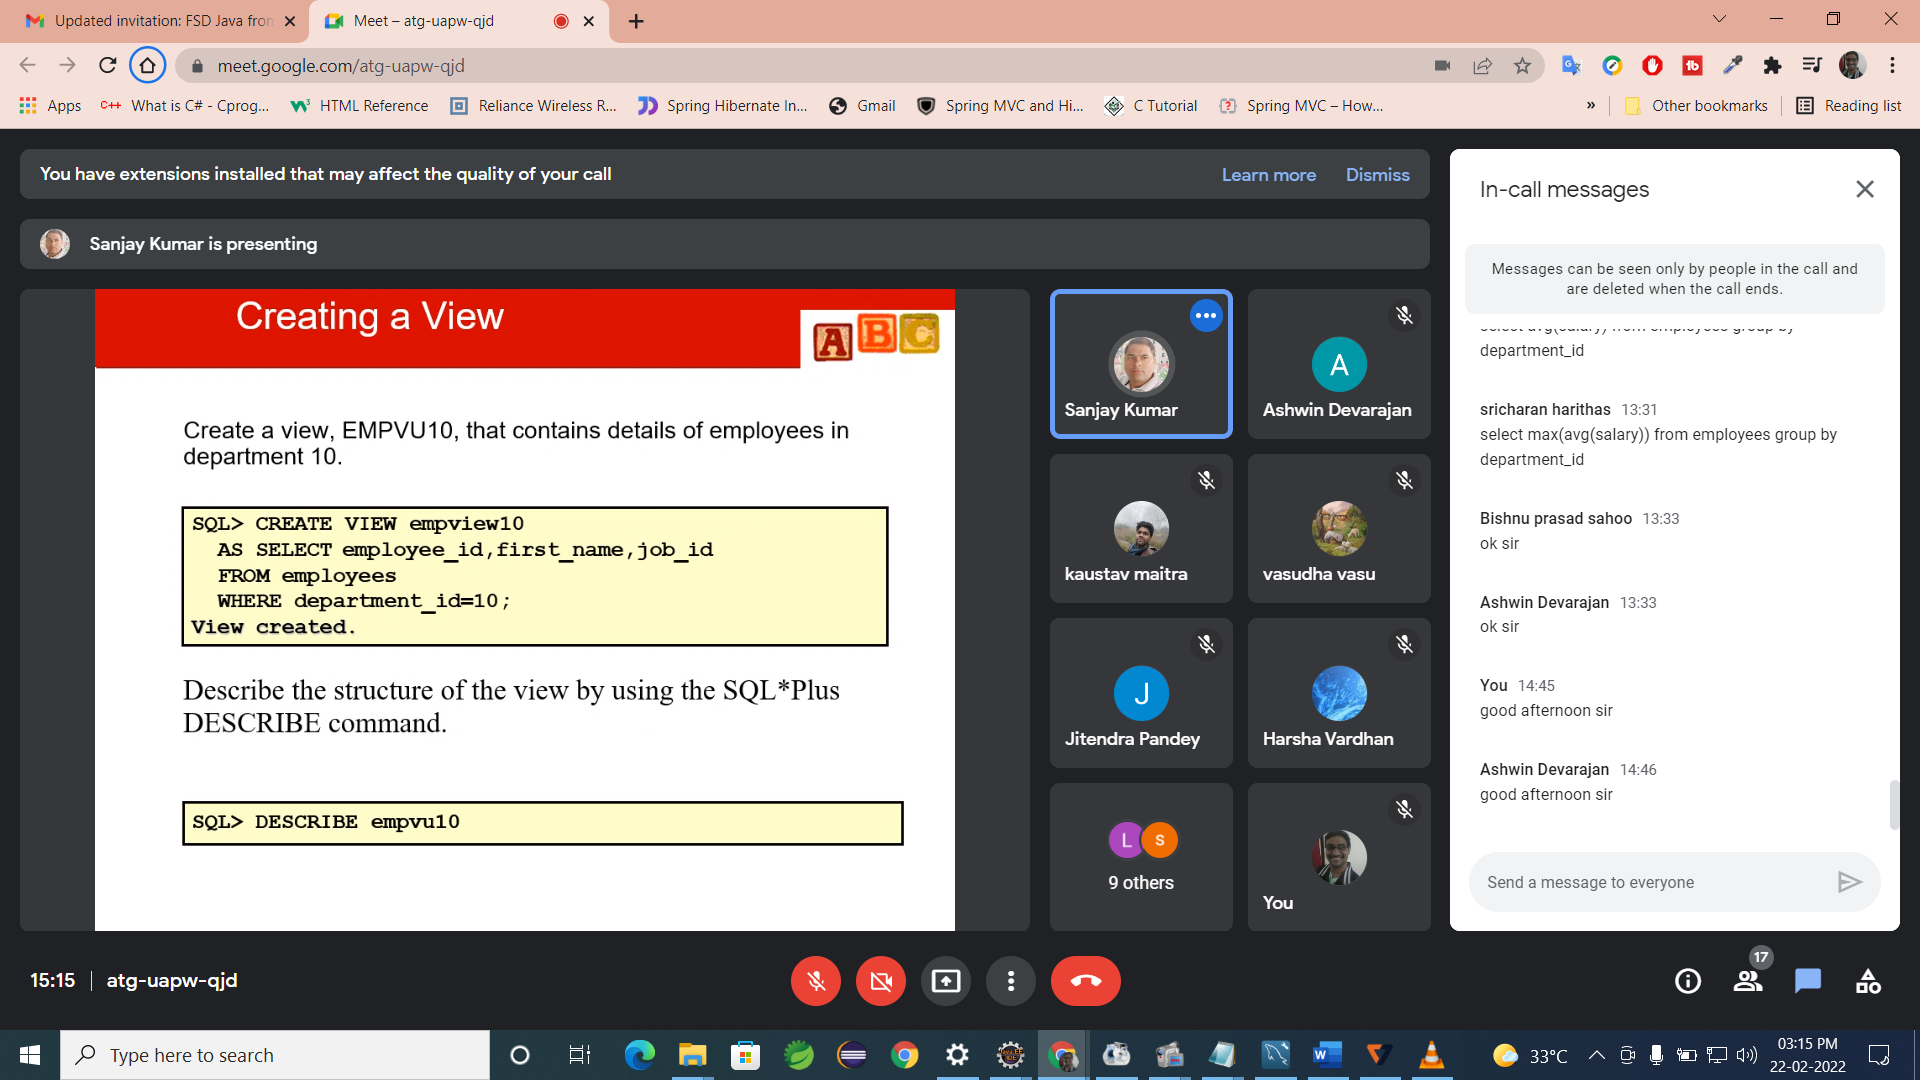 Updated invitation: FSD Java from
Meet – atg-uapw-qjd
meet.google.com/atg-uapw-qjd
Apps
C++ What is C# - Cprog...
HTML Reference
Reliance Wireless R...
Spring Hibernate In...
Gmail
Spring MVC and Hi...
C Tutorial
Spring MVC – How...
»
Other bookmarks
Reading list
You have extensions installed that may affect the quality of your call
Learn more
Dismiss
Sanjay Kumar is presenting
Creating a View
A B C
Create a view, EMPVU10, that contains details of employees in
department 10.
SQL> CREATE VIEW empview10
AS SELECT employee_id,first_name,job_id
FROM employees
WHERE department_id=10;
View created.
Describe the structure of the view by using the SQL*Plus
DESCRIBE command.
SQL> DESCRIBE empvu10
Sanjay Kumar
A
Ashwin Devarajan
kaustav maitra
vasudha vasu
J
Jitendra Pandey
Harsha Vardhan
L S
9 others
You
In-call messages
Messages can be seen only by people in the call and
are deleted when the call ends.
select avg(salary) from employees group by
department_id
sricharan harithas 13:31
select max(avg(salary)) from employees group by
department_id
Bishnu prasad sahoo 13:33
ok sir
Ashwin Devarajan 13:33
ok sir
You 14:45
good afternoon sir
Ashwin Devarajan 14:46
good afternoon sir
Send a message to everyone
15:15
atg-uapw-qjd
17
Type here to search
33°C
03:15 PM
22-02-2022